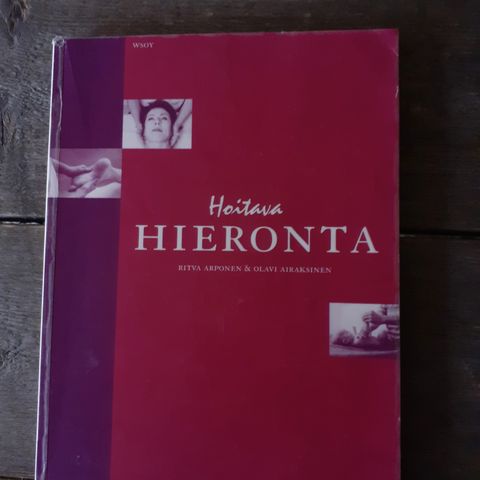 WSOY
Hoitava
HIERONTA
RITVA ARPONEN & OLAVI AIRAKSINEN